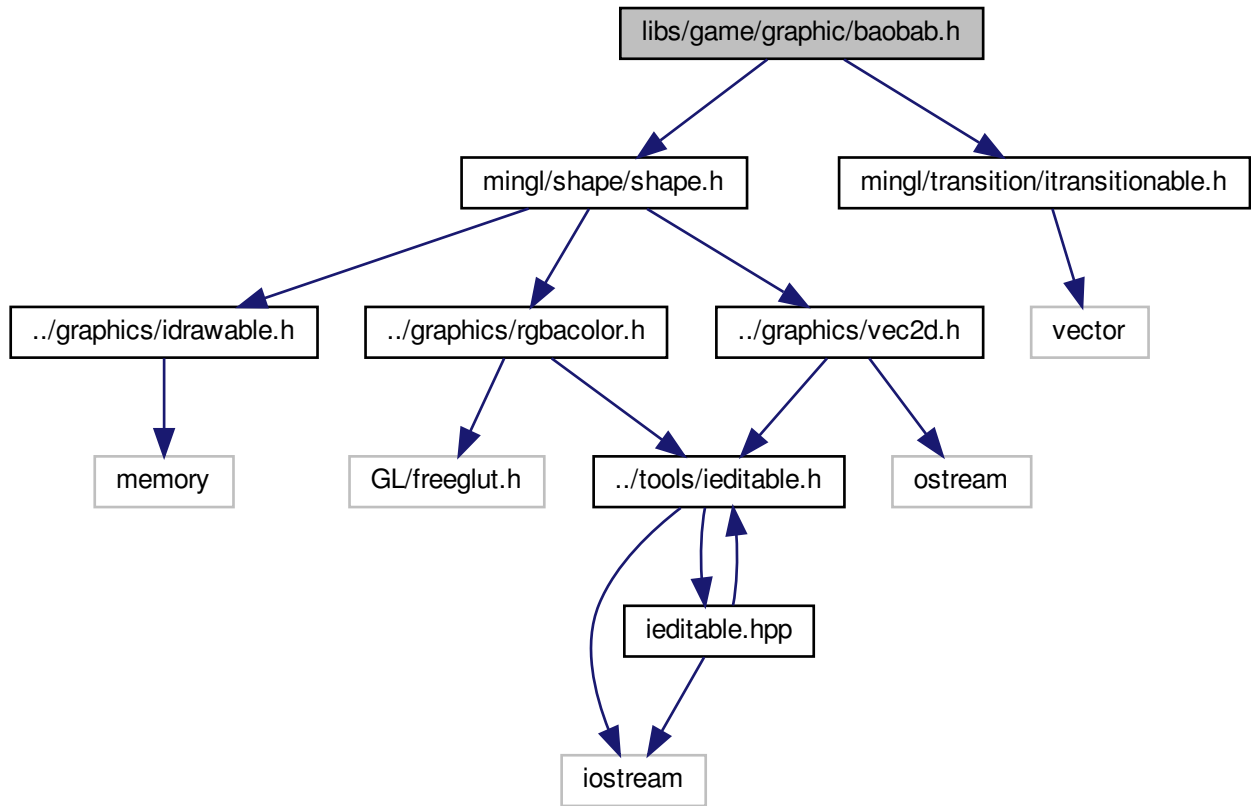 libs/game/graphic/baobab.h
mingl/shape/shape.h
mingl/transition/itransitionable.h
../graphics/idrawable.h
../graphics/rgbacolor.h
../graphics/vec2d.h
vector
memory
GL/freeglut.h
../tools/ieditable.h
ostream
ieditable.hpp
iostream